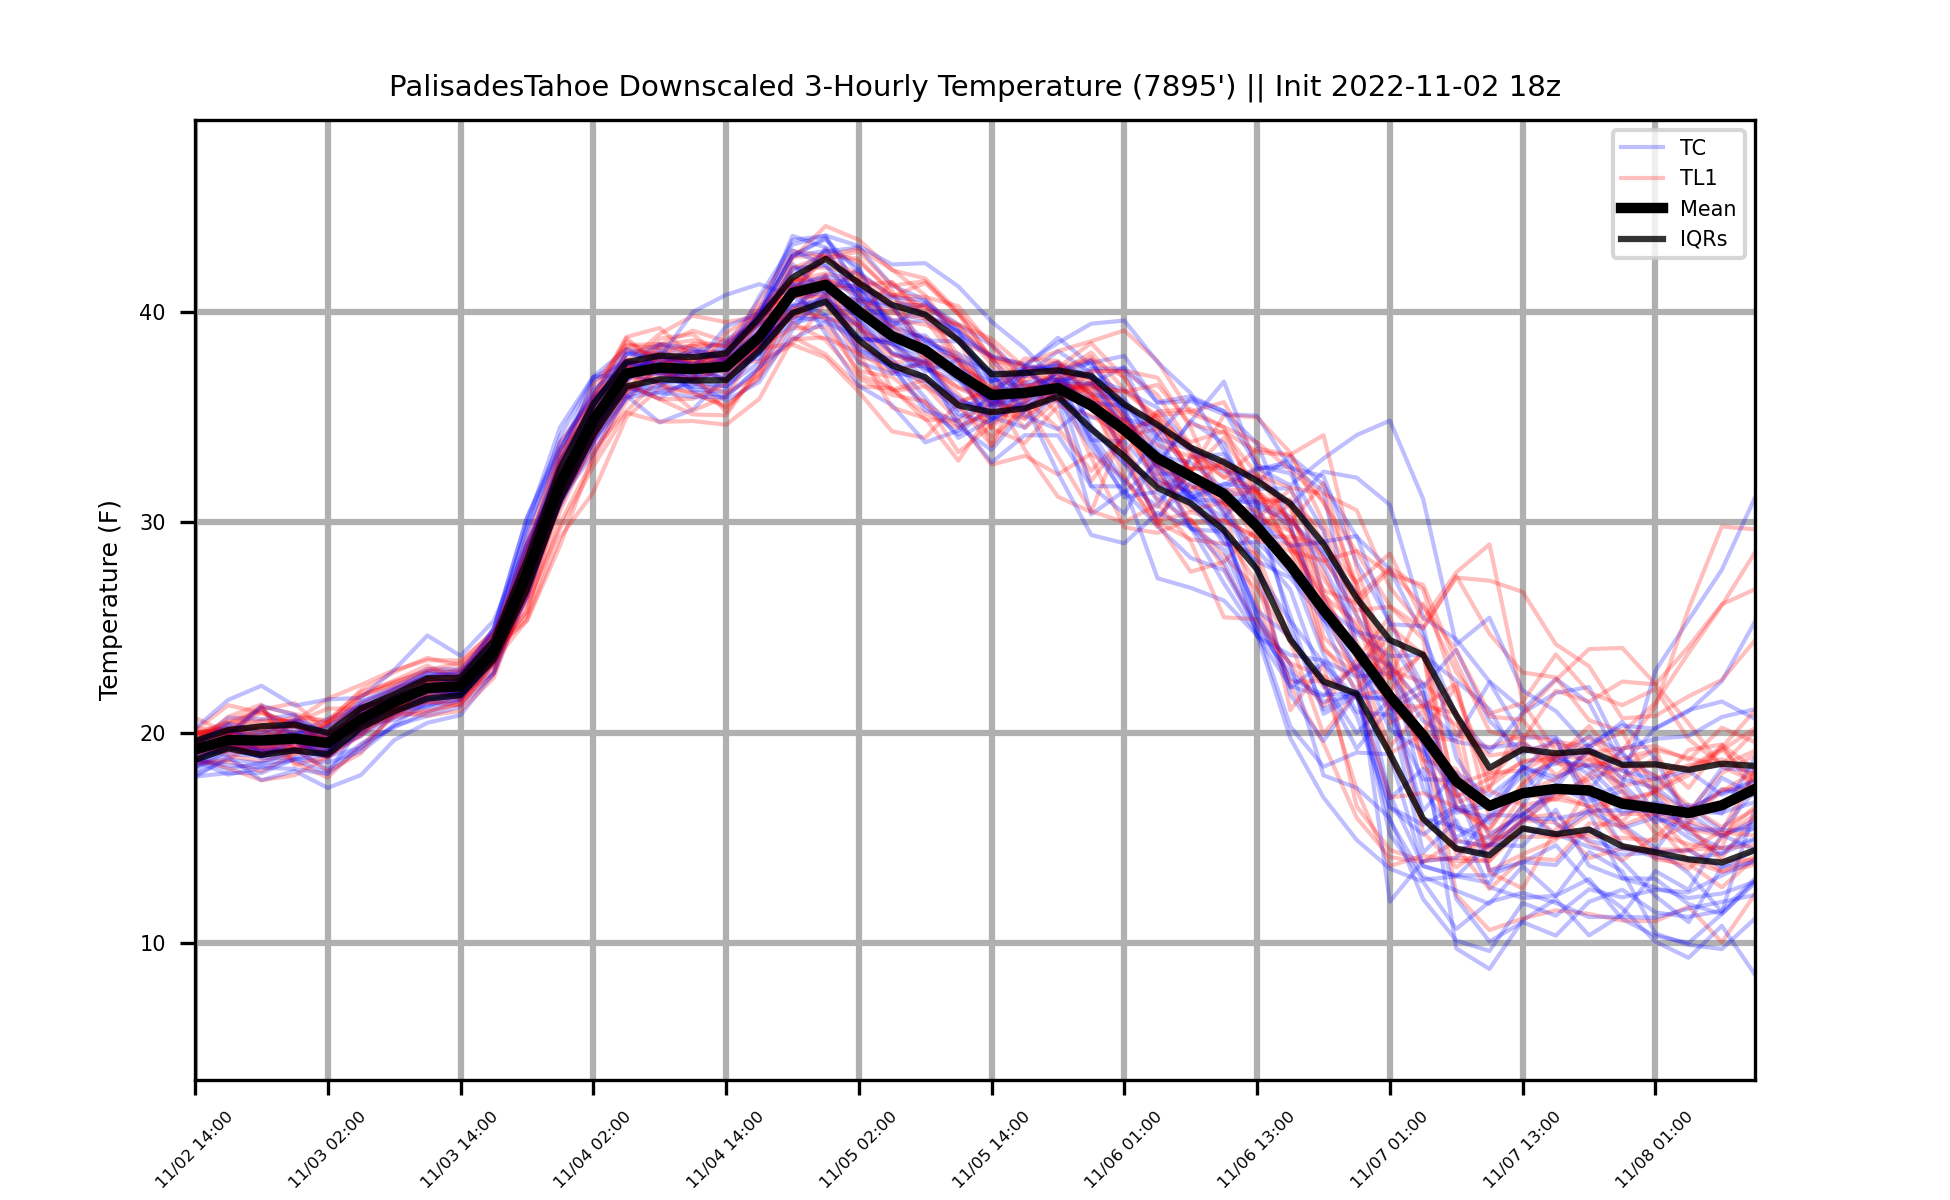 PalisadesTahoe Downscaled 3-Hourly Temperature (7895') || Init 2022-11-02 18z
TC
TL1
Mean
IQRs
Temperature (F)
40
30
20
10
11/02 14:00
11/03 02:00
11/03 14:00
11/04 02:00
11/04 14:00
11/05 02:00
11/05 14:00
11/06 01:00
11/06 13:00
11/07 01:00
11/07 13:00
11/08 01:00